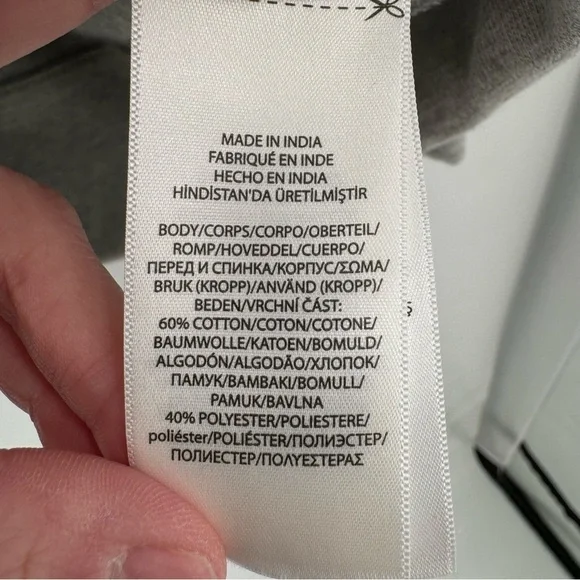 MADE IN INDIA
FABRIQUÉ EN INDE
HECHO EN INDIA
HİNDİSTAN'DA ÜRETİLMİŞTİR
BODY/CORPS/CORPO/OBERTEIL/
ROMP/HOVEDDEL/CUERPO/
ПЕРЕД И СПИНКА/КОРПУС/ΣΩΜΑ/
BRUK (KROPP)/ANVÄND (KROPP)/
BEDEN/VRCHNÍ ČÁST:
60% COTTON/COTON/COTONE/
BAUMWOLLE/KATOEN/BOMULD/
ALGODÓN/ALGODÃO/ХЛОПОК/
ПАМУК/ΒΑΜΒΑΚΙ/BOMULL/
PAMUK/BAVLNA
40% POLYESTER/POLIESTERE/
poliéster/POLIÉSTER/ПОЛИЭСТЕР/
ПОЛИЕСТЕР/ΠΟΛΥΕΣΤΕΡΑΣ